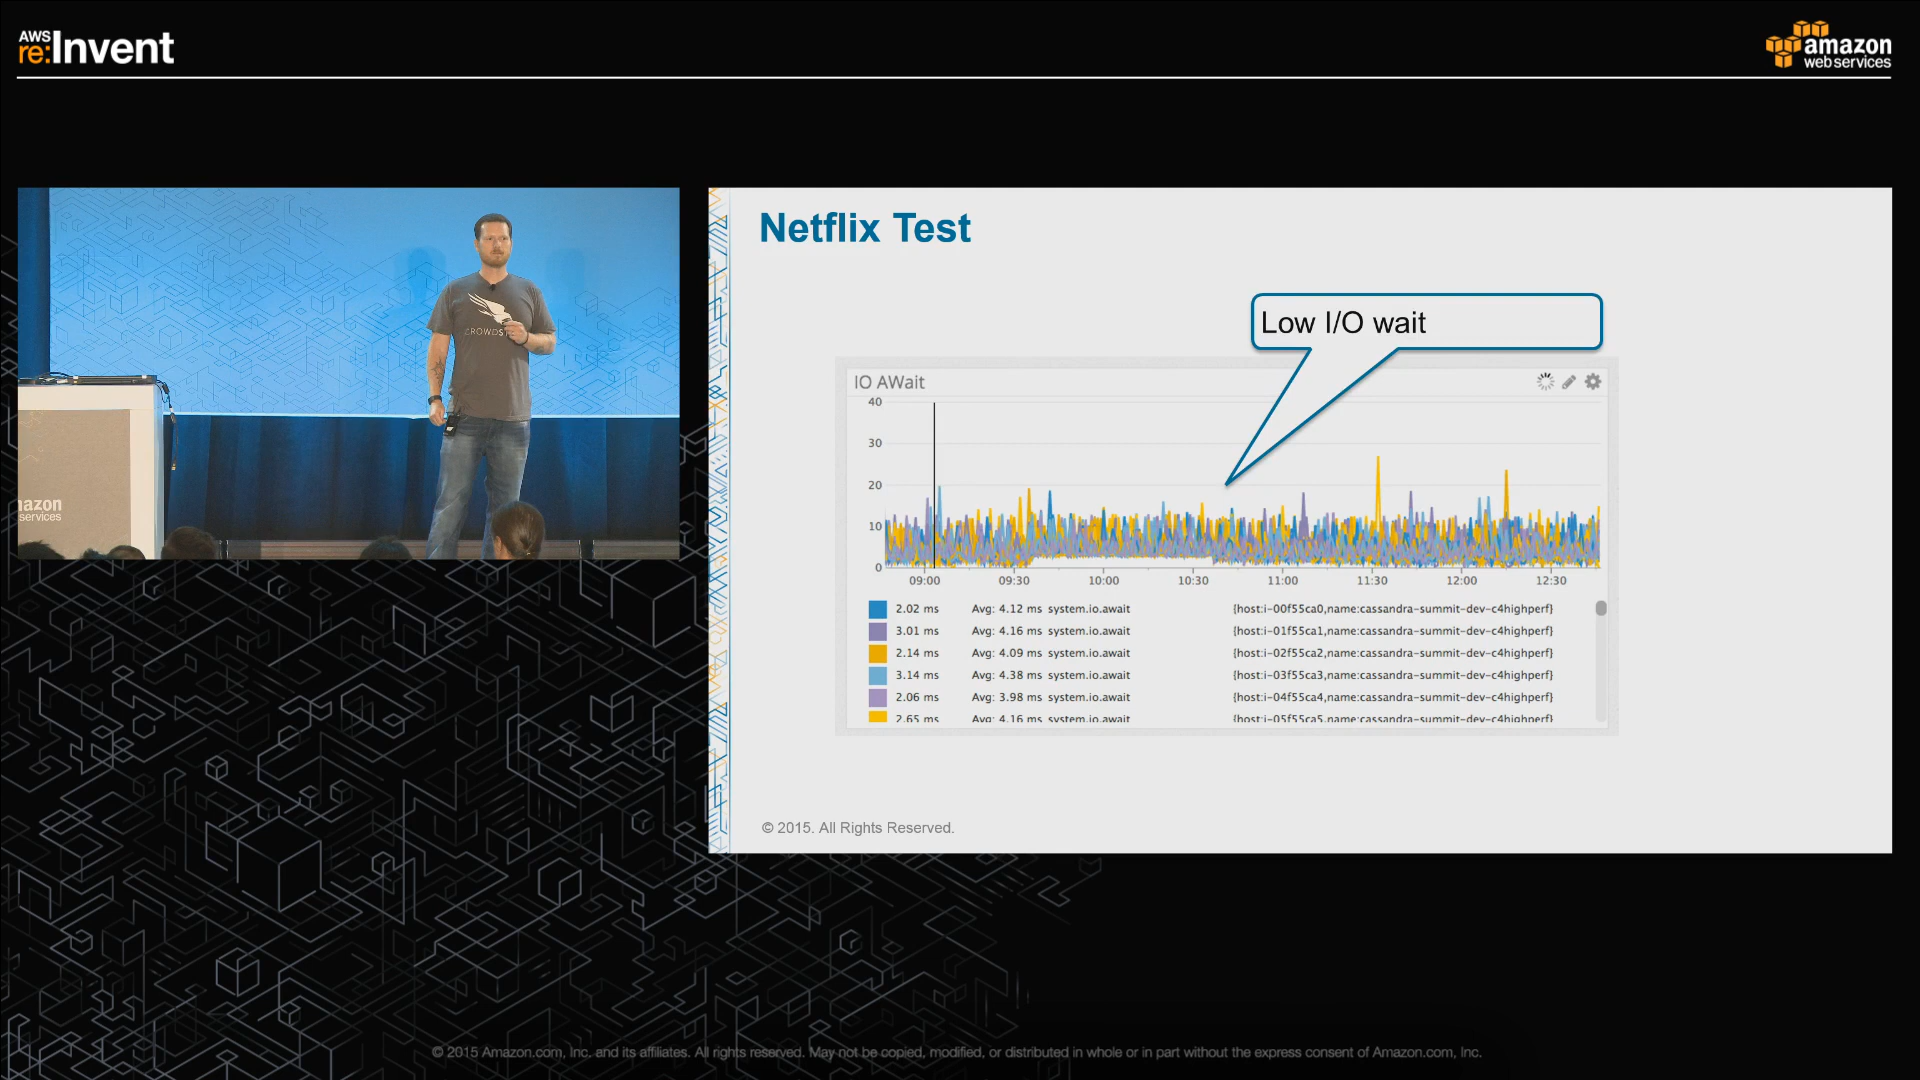 AWS
re:Invent
amazon
web services
CROWDST
azon
services
Netflix Test
Low I/O wait
IO AWait
40
30
20
10
0
09:00 09:30 10:00 10:30 11:00 11:30 12:00 12:30
2.02 ms Avg: 4.12 ms system.io.await {host:i-00f55ca0,name:cassandra-summit-dev-c4highperf}
3.01 ms Avg: 4.16 ms system.io.await {host:i-01f55ca1,name:cassandra-summit-dev-c4highperf}
2.14 ms Avg: 4.09 ms system.io.await {host:i-02f55ca2,name:cassandra-summit-dev-c4highperf}
3.14 ms Avg: 4.38 ms system.io.await {host:i-03f55ca3,name:cassandra-summit-dev-c4highperf}
2.06 ms Avg: 3.98 ms system.io.await {host:i-04f55ca4,name:cassandra-summit-dev-c4highperf}
2.65 ms Avg: 4.16 ms system.io.await {host:i-05f55ca5,name:cassandra-summit-dev-c4highperf}
© 2015. All Rights Reserved.
© 2015 Amazon.com, Inc. and its affiliates. All rights reserved. May not be copied, modified, or distributed in whole or in part without the express consent of Amazon.com, Inc.